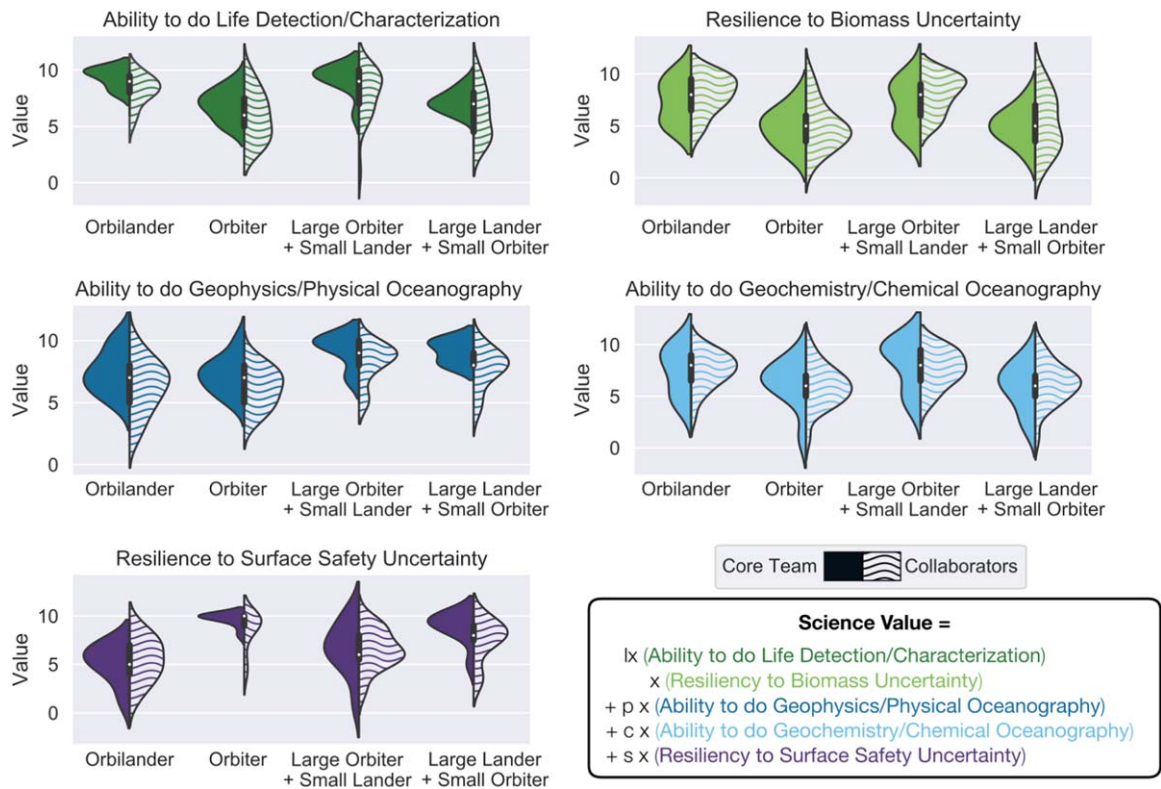 Ability to do Life Detection/Characterization
Value
10
5
0
Orbilander
Orbiter
Large Orbiter
+ Small Lander
Large Lander
+ Small Orbiter
Resilience to Biomass Uncertainty
Value
10
5
0
Orbilander
Orbiter
Large Orbiter
+ Small Lander
Large Lander
+ Small Orbiter
Ability to do Geophysics/Physical Oceanography
Value
10
5
0
Orbilander
Orbiter
Large Orbiter
+ Small Lander
Large Lander
+ Small Orbiter
Ability to do Geochemistry/Chemical Oceanography
Value
10
5
0
Orbilander
Orbiter
Large Orbiter
+ Small Lander
Large Lander
+ Small Orbiter
Resilience to Surface Safety Uncertainty
Value
10
5
0
Orbilander
Orbiter
Large Orbiter
+ Small Lander
Large Lander
+ Small Orbiter
Core Team Collaborators
Science Value =
lx (Ability to do Life Detection/Characterization)
x (Resiliency to Biomass Uncertainty)
+ p x (Ability to do Geophysics/Physical Oceanography)
+ c x (Ability to do Geochemistry/Chemical Oceanography)
+ s x (Resiliency to Surface Safety Uncertainty)